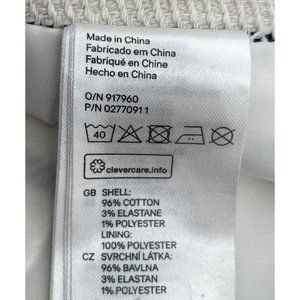 Made in China
Fabricado em China
Fabriqué en Chine
Hecho en China
O/N 917960
P/N 02770911
40
clevercare.info
GB SHELL:
96% COTTON
3% ELASTANE
1% POLYESTER
LINING:
100% POLYESTER
CZ SVRCHNÍ LÁTKA:
96% BAVLNA
3% ELASTAN
1% POLYESTER